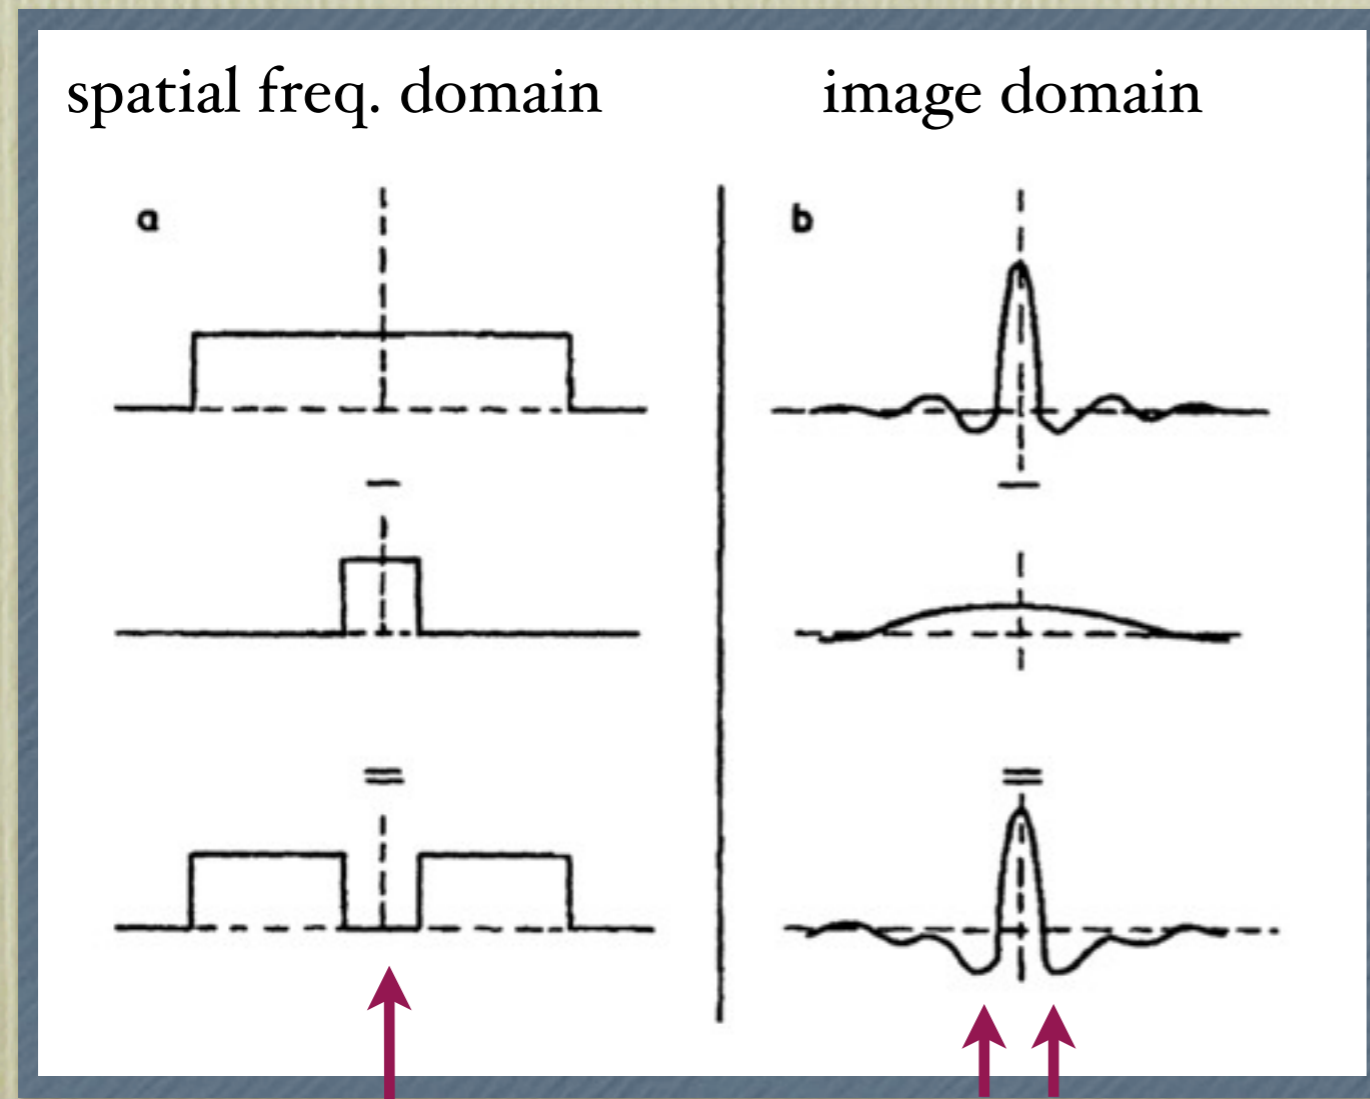 spatial freq. domain
image domain
a
b
−
−
=
=